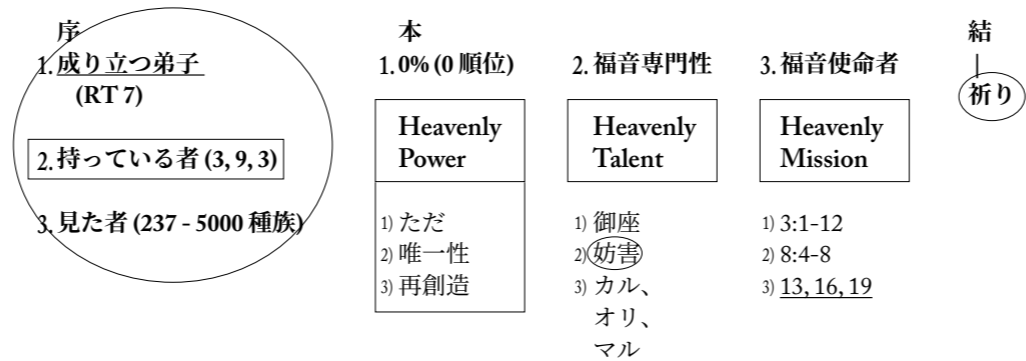 序
1. 成り立つ弟子
(RT 7)
2. 持っている者 (3, 9, 3)
3. 見た者 (237 - 5000 種族)
本
1. 0% (0 順位)
Heavenly
Power
1) ただ
2) 唯一性
3) 再創造
2. 福音専門性
Heavenly
Talent
1) 御座
2) 妨害
3) カル、
オリ、
マル
3. 福音使命者
Heavenly
Mission
1) 3:1-12
2) 8:4-8
3) 13, 16, 19
結
祈り